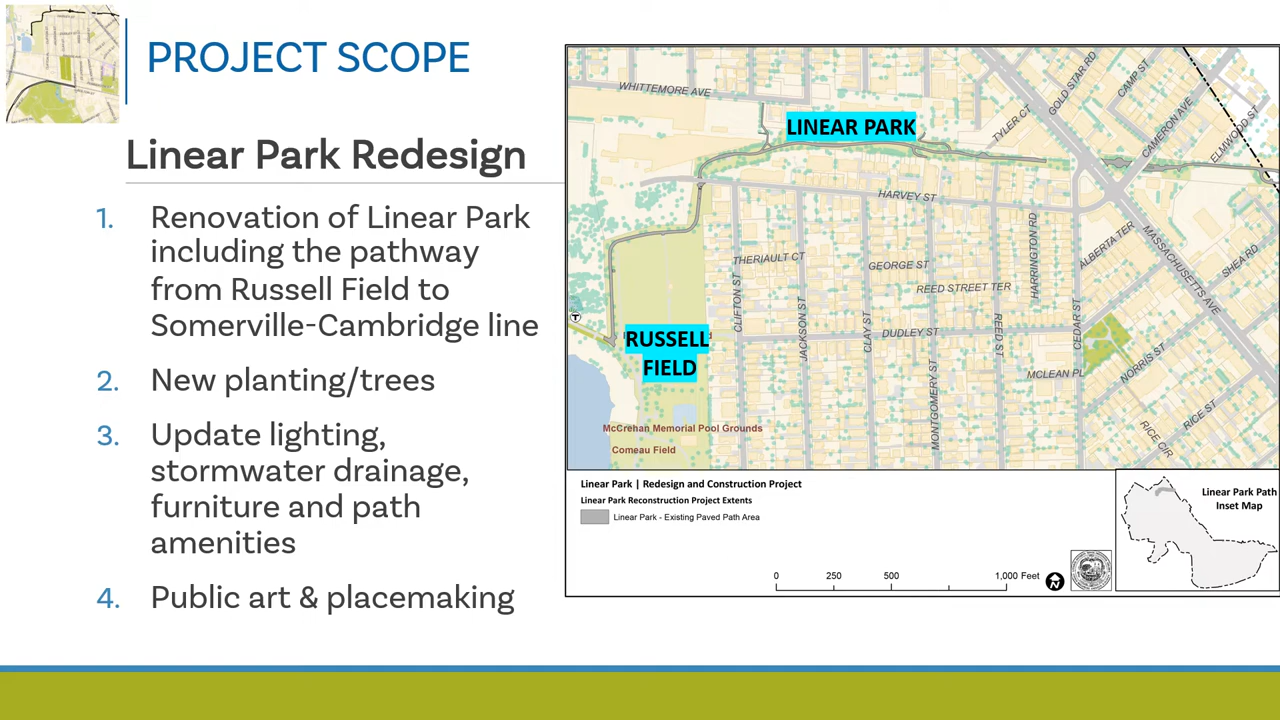 PROJECT SCOPE
Linear Park Redesign
1. Renovation of Linear Park
including the pathway
from Russell Field to
Somerville-Cambridge line
2. New planting/trees
3. Update lighting,
stormwater drainage,
furniture and path
amenities
4. Public art & placemaking
WHITTEMORE AVE
LINEAR PARK
TYLER CT
GOLD STAR RD
CAMP ST
CAMERON AVE
ELMWOOD ST
HARVEY ST
THERIAULT CT
GEORGE ST
REED STREET TER
HARRINGTON RD
ALBERTA TER
MASSACHUSETTS AVE
SHEA RD
CLIFTON ST
JACKSON ST
CLAY ST
DUDLEY ST
REED ST
CEDAR ST
RUSSELL
FIELD
MONTGOMERY ST
MCLEAN PL
NORRIS ST
RICE ST
RICE CIR
T
McCrehan Memorial Pool Grounds
Comeau Field
Linear Park | Redesign and Construction Project
Linear Park Reconstruction Project Extents
Linear Park - Existing Paved Path Area
0 250 500 1,000 Feet
N
Linear Park Path
Inset Map